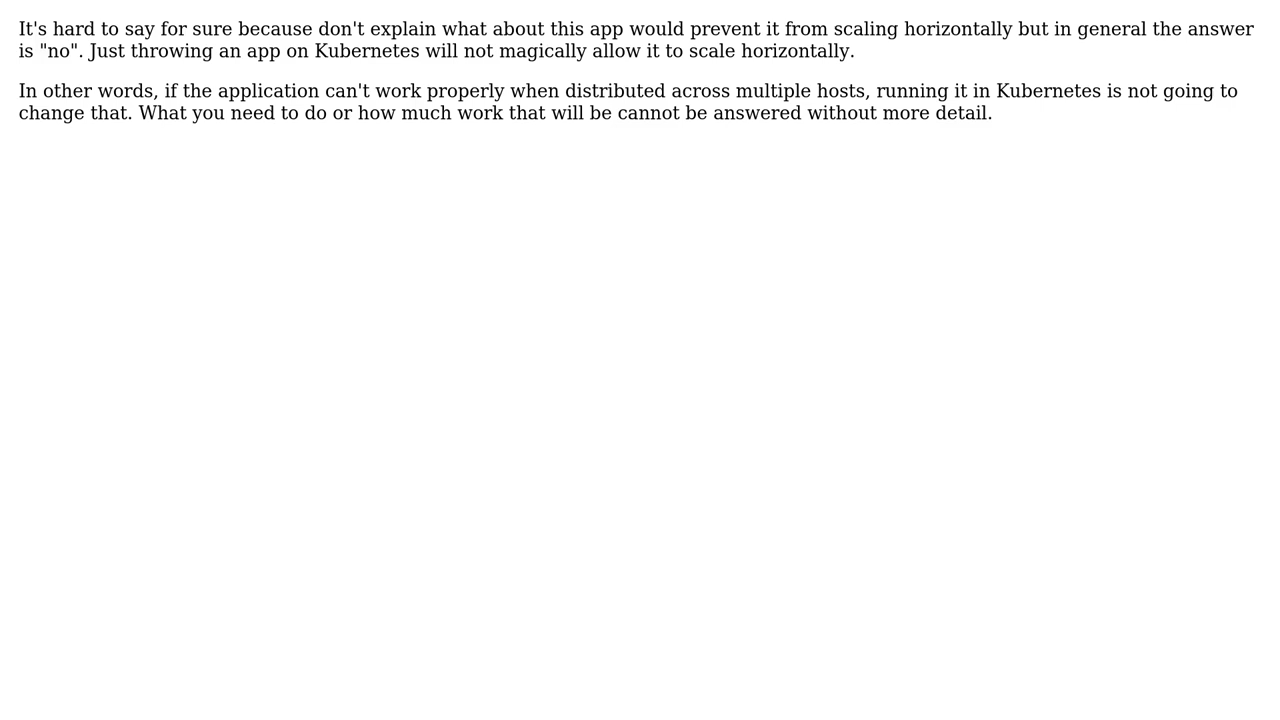 It's hard to say for sure because don't explain what about this app would prevent it from scaling horizontally but in general the answer
is "no". Just throwing an app on Kubernetes will not magically allow it to scale horizontally.
In other words, if the application can't work properly when distributed across multiple hosts, running it in Kubernetes is not going to
change that. What you need to do or how much work that will be cannot be answered without more detail.